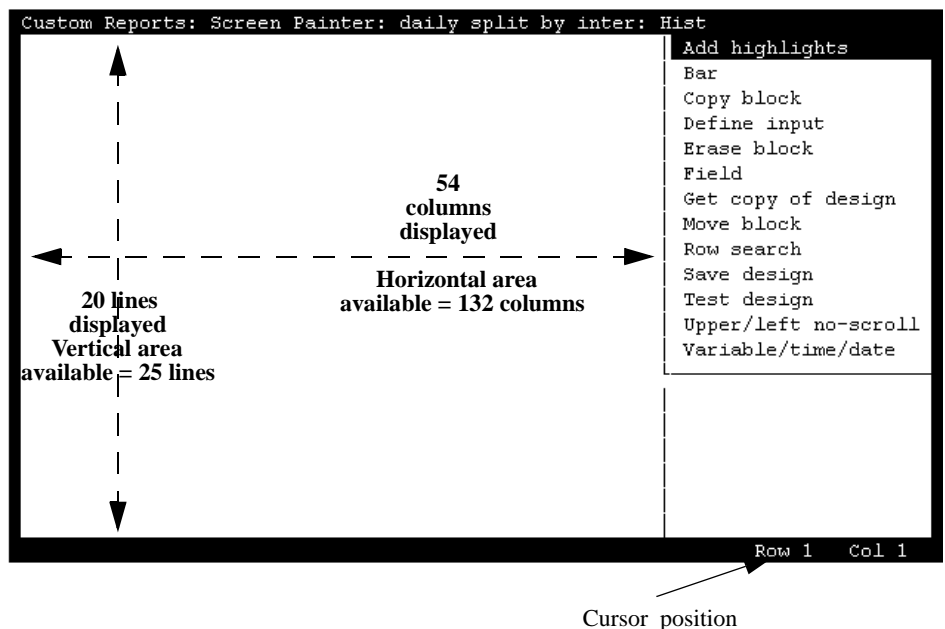 Custom Reports: Screen Painter: daily split by inter: Hist
Add highlights
Bar
Copy block
Define input
Erase block
Field
Get copy of design
Move block
Row search
Save design
Test design
Upper/left no-scroll
Variable/time/date
54
columns
displayed
Horizontal area
available = 132 columns
20 lines
displayed
Vertical area
available = 25 lines
Row 1 Col 1
Cursor position